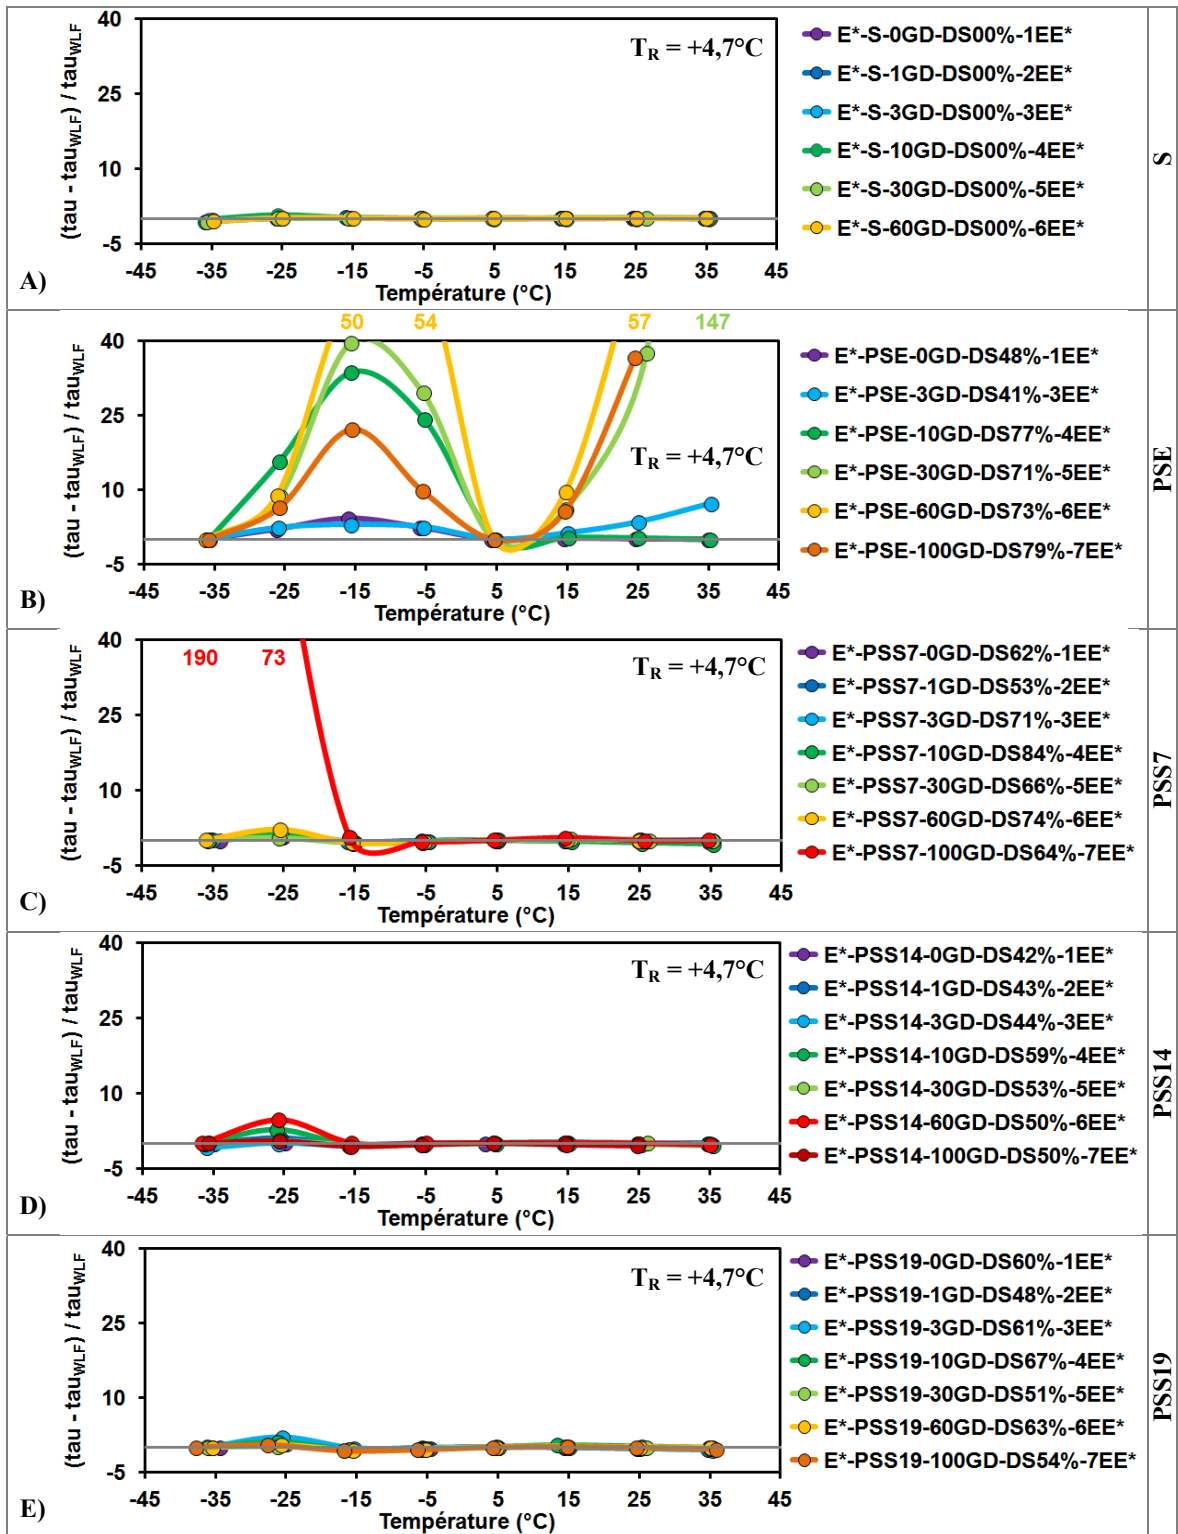 40
25
10
-5
(tau - tauWLF) / tauWLF
TR = +4,7°C
-45 -35 -25 -15 -5 5 15 25 35 45
Température (°C)
A)
E*-S-0GD-DS00%-1EE*
E*-S-1GD-DS00%-2EE*
E*-S-3GD-DS00%-3EE*
E*-S-10GD-DS00%-4EE*
E*-S-30GD-DS00%-5EE*
E*-S-60GD-DS00%-6EE*
S
50 54 57 147
40
25
10
-5
(tau - tauWLF) / tauWLF
TR = +4,7°C
-45 -35 -25 -15 -5 5 15 25 35 45
Température (°C)
B)
E*-PSE-0GD-DS48%-1EE*
E*-PSE-3GD-DS41%-3EE*
E*-PSE-10GD-DS77%-4EE*
E*-PSE-30GD-DS71%-5EE*
E*-PSE-60GD-DS73%-6EE*
E*-PSE-100GD-DS79%-7EE*
PSE
40
25
10
-5
(tau - tauWLF) / tauWLF
190 73
TR = +4,7°C
-45 -35 -25 -15 -5 5 15 25 35 45
Température (°C)
C)
E*-PSS7-0GD-DS62%-1EE*
E*-PSS7-1GD-DS53%-2EE*
E*-PSS7-3GD-DS71%-3EE*
E*-PSS7-10GD-DS84%-4EE*
E*-PSS7-30GD-DS66%-5EE*
E*-PSS7-60GD-DS74%-6EE*
E*-PSS7-100GD-DS64%-7EE*
PSS7
40
25
10
-5
(tau - tauWLF) / tauWLF
TR = +4,7°C
-45 -35 -25 -15 -5 5 15 25 35 45
Température (°C)
D)
E*-PSS14-0GD-DS42%-1EE*
E*-PSS14-1GD-DS43%-2EE*
E*-PSS14-3GD-DS44%-3EE*
E*-PSS14-10GD-DS59%-4EE*
E*-PSS14-30GD-DS53%-5EE*
E*-PSS14-60GD-DS50%-6EE*
E*-PSS14-100GD-DS50%-7EE*
PSS14
40
25
10
-5
(tau - tauWLF) / tauWLF
TR = +4,7°C
-45 -35 -25 -15 -5 5 15 25 35 45
Température (°C)
E)
E*-PSS19-0GD-DS60%-1EE*
E*-PSS19-1GD-DS48%-2EE*
E*-PSS19-3GD-DS61%-3EE*
E*-PSS19-10GD-DS67%-4EE*
E*-PSS19-30GD-DS51%-5EE*
E*-PSS19-60GD-DS63%-6EE*
E*-PSS19-100GD-DS54%-7EE*
PSS19